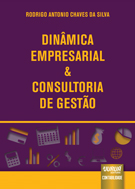 RODRIGO ANTONIO CHAVES DA SILVA
DINÂMICA
EMPRESARIAL
&
CONSULTORIA
DE GESTÃO